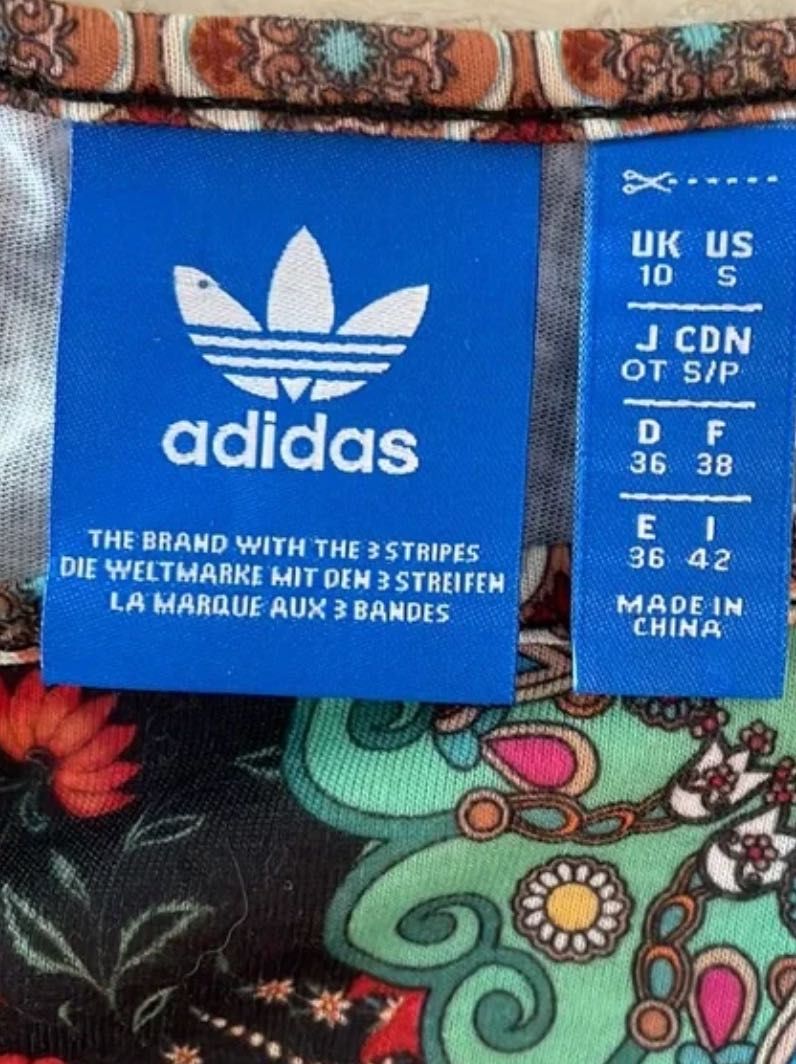 adidas
THE BRAND WITH THE 3 STRIPES
DIE WELTMARKE MIT DEN 3 STREIFEN
LA MARQUE AUX 3 BANDES
UK US
10 S
J CDN
OT S/P
D F
36 38
E I
36 42
MADE IN
CHINA